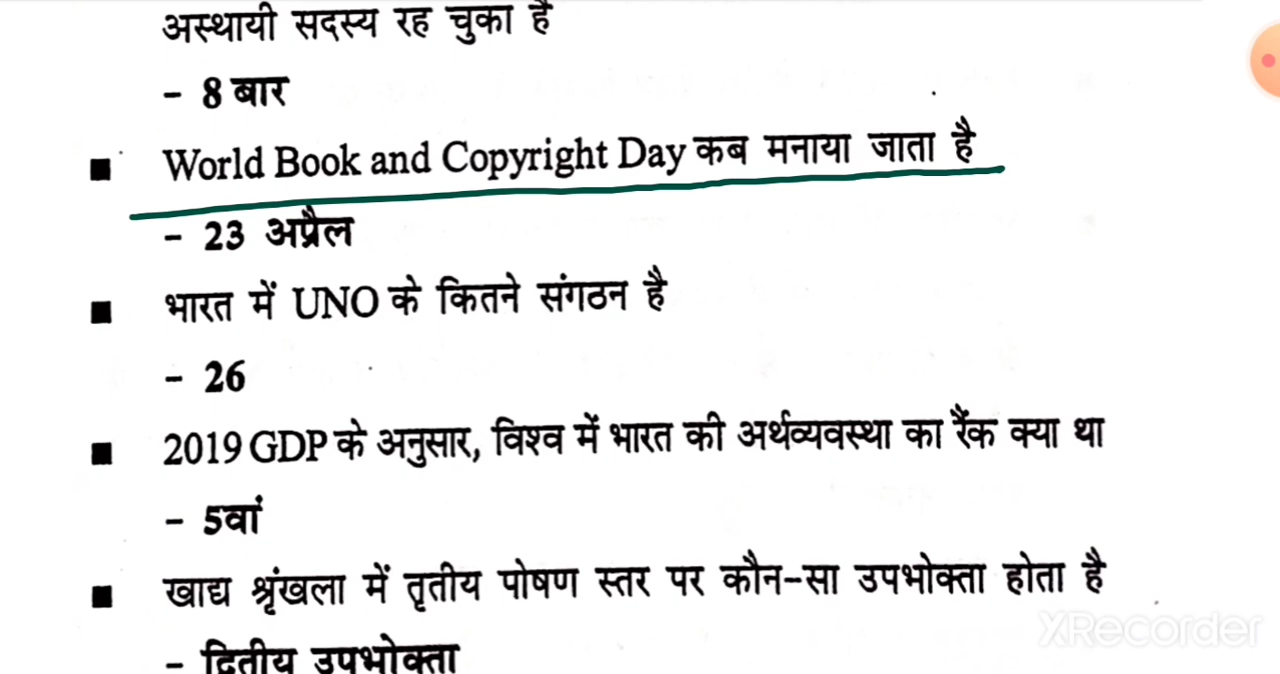 अस्थायी सदस्य रह चुका है
- 8 बार
■ World Book and Copyright Day कब मनाया जाता है
- 23 अप्रैल
■ भारत में UNO के कितने संगठन है
- 26
■ 2019 GDP के अनुसार, विश्व में भारत की अर्थव्यवस्था का रैंक क्या था
- 5वां
■ खाद्य श्रृंखला में तृतीय पोषण स्तर पर कौन-सा उपभोक्ता होता है
- द्वितीय उपभोक्ता
XRecorder